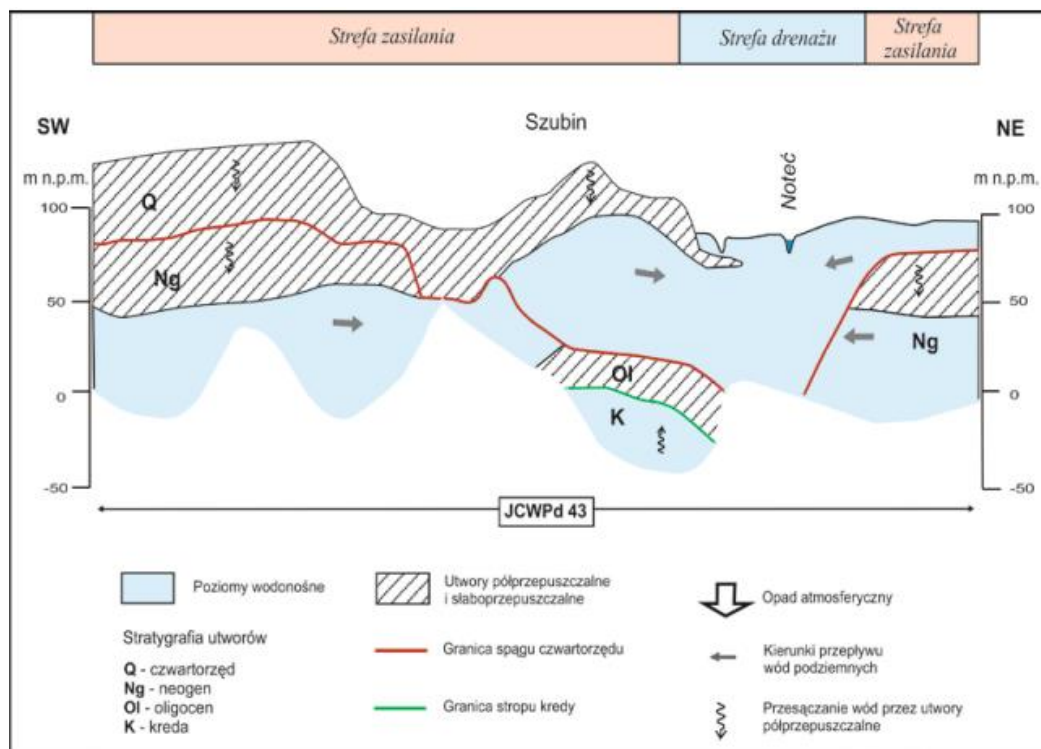 Strefa zasilania
Strefa drenażu
Strefa
zasilania
SW
Szubin
Noteć
NE
m n.p.m.
m n.p.m.
100
100
Q
Ng
50
50
Ng
Ol
0
0
K
-50
-50
JCWPd 43
Poziomy wodonośne
Utwory półprzepuszczalne
i słaboprzepuszczalne
Opad atmosferyczny
Stratygrafia utworów
Q - czwartorzęd
Ng - neogen
Ol - oligocen
K - kreda
Granica spągu czwartorzędu
Granica stropu kredy
Kierunki przepływu
wód podziemnych
Przesączanie wód przez utwory
półprzepuszczalne